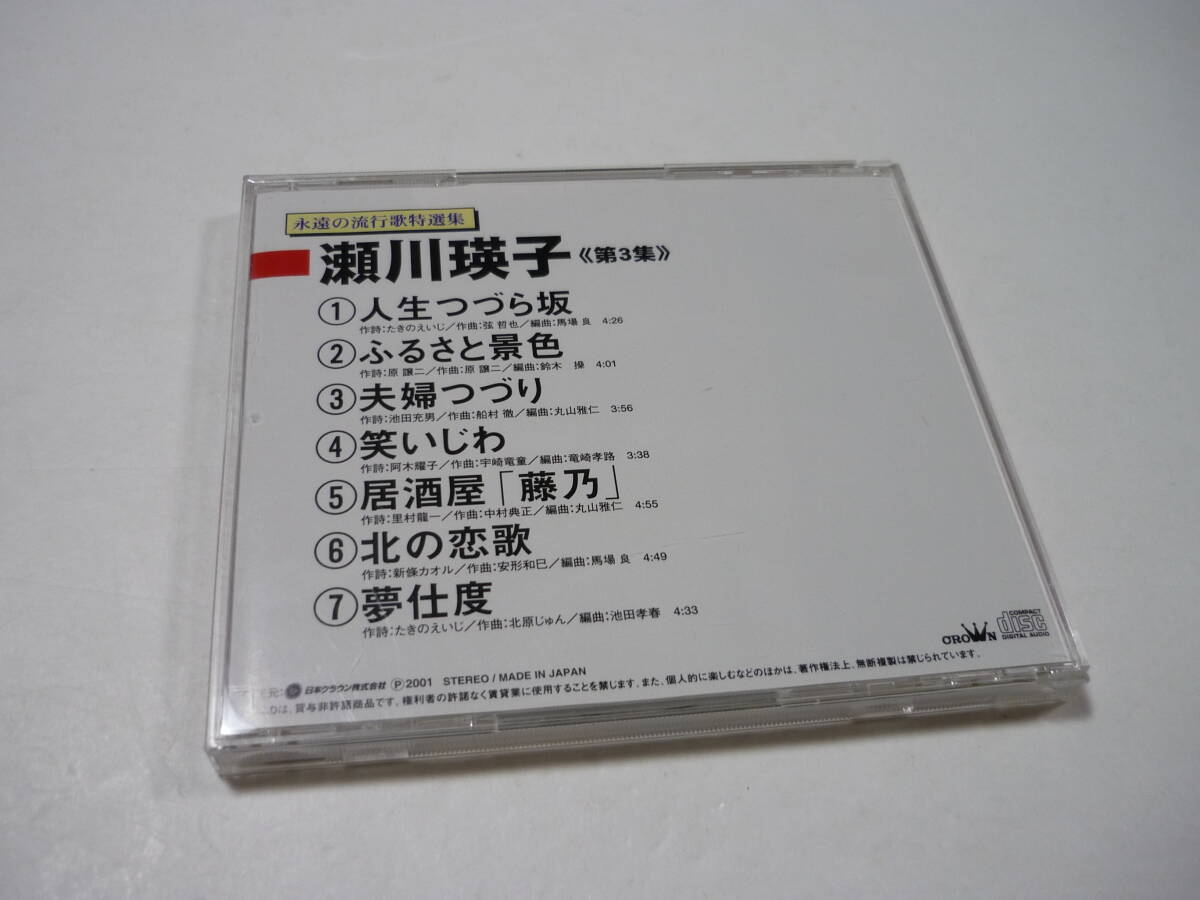 永遠の流行歌特選集
瀬川瑛子《第3集》
①人生つづら坂
作詩:たきのえいじ/作曲:弦 哲也/編曲:馬場 良 4:26
②ふるさと景色
作詩:原 譲二/作曲:原 譲二/編曲:鈴木 操 4:01
③夫婦つづり
作詩:池田充男/作曲:船村 徹/編曲:丸山雅仁 3:56
④笑いじわ
作詩:阿木耀子/作曲:宇崎竜童/編曲:竜崎孝路 3:38
⑤居酒屋「藤乃」
作詩:里村龍一/作曲:中村典正/編曲:丸山雅仁 4:55
⑥北の恋歌
作詩:新條カオル/作曲:安形和巳/編曲:馬場 良 4:49
⑦夢仕度
作詩:たきのえいじ/作曲:北原じゅん/編曲:池田孝春 4:33
CROWN
COMPACT
disc
DIGITAL AUDIO
元: 日本クラウン株式会社 Ⓟ2001 STEREO / MADE IN JAPAN
は、貸与非許諾商品です。権利者の許諾なく賃貸業に使用することを禁じます。また、個人的に楽しむなどのほかは、著作権法上、無断複製は禁じられています。